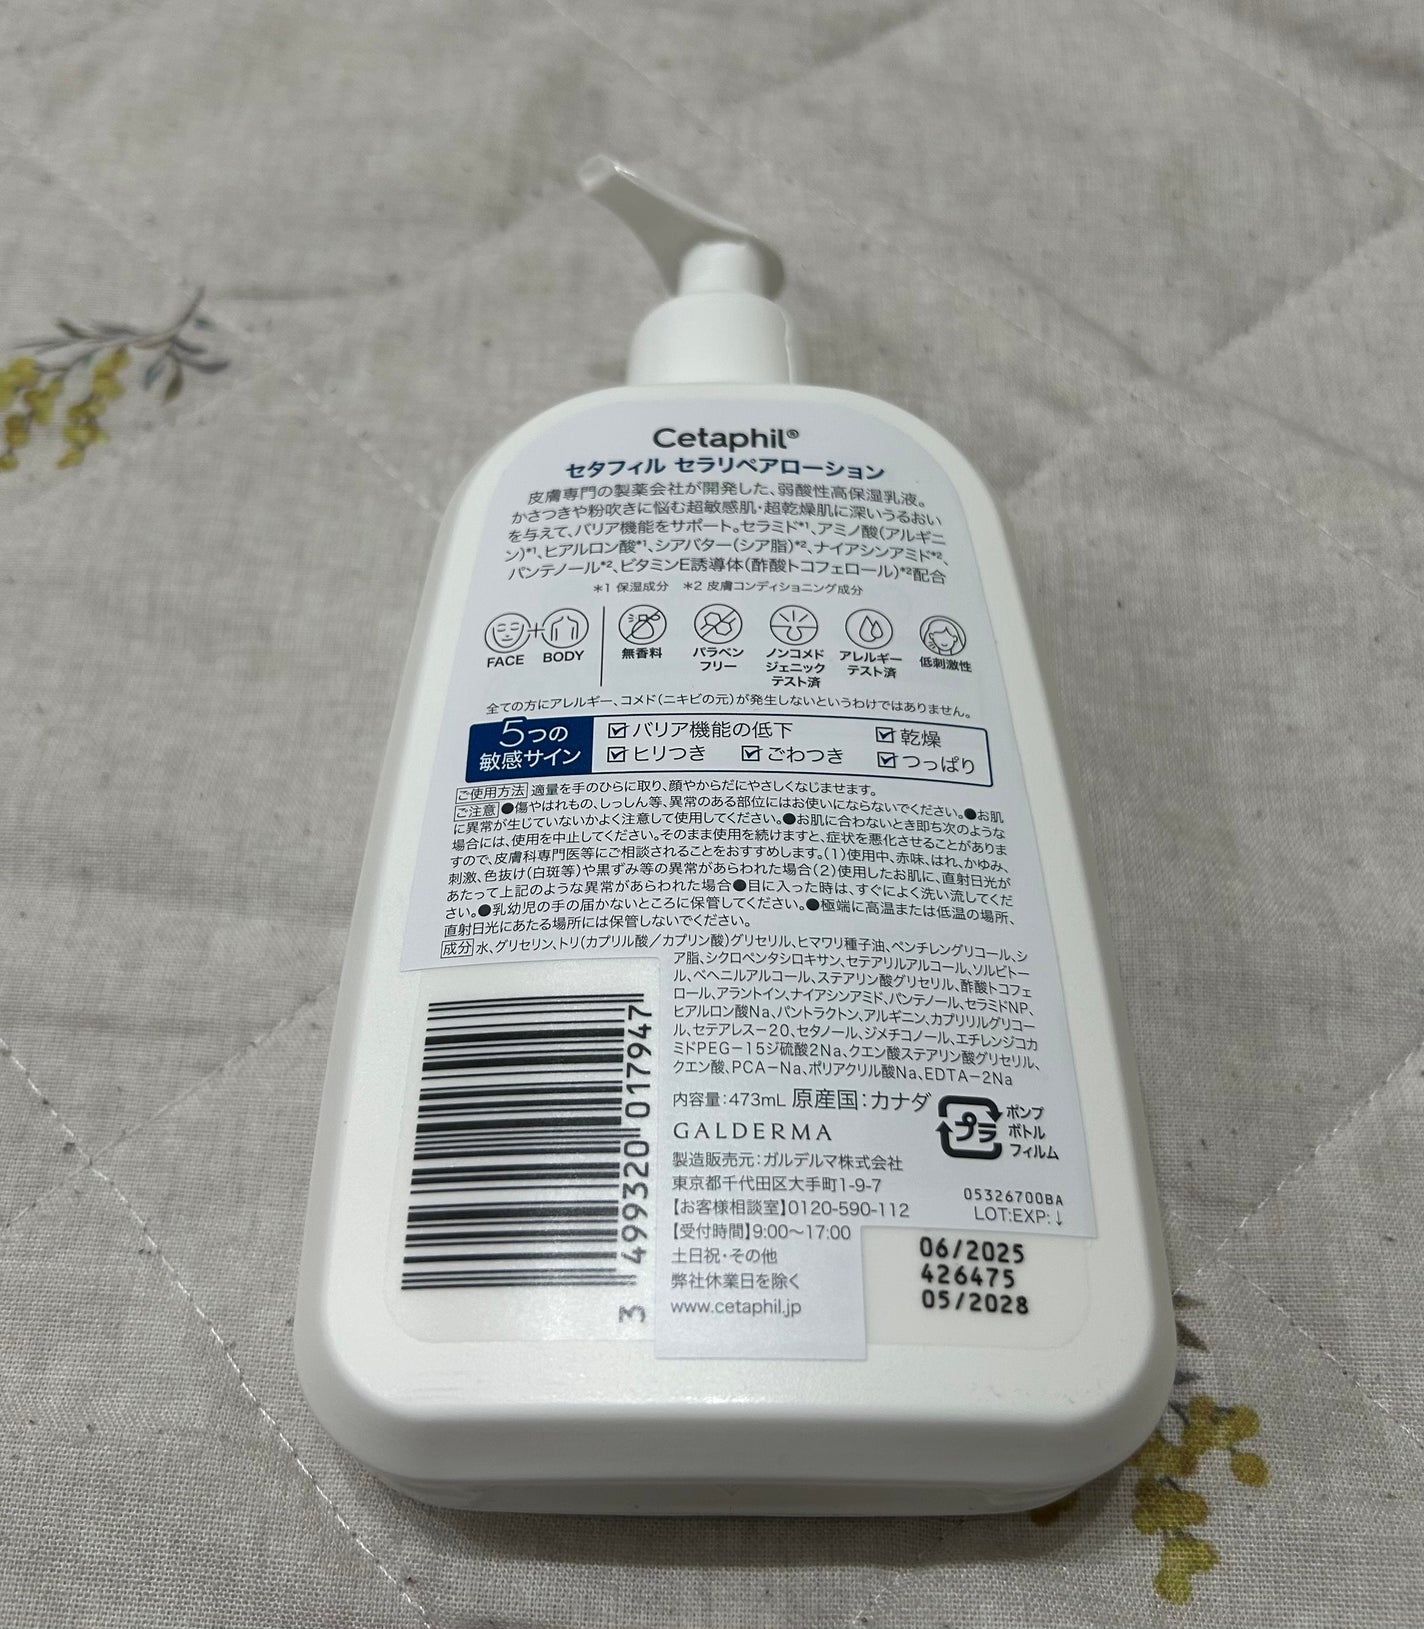 Cetaphil®
セタフィル セラリペアローション
皮膚専門の製薬会社が開発した、弱酸性高保湿乳液。
かさつきや粉吹きに悩む超敏感肌・超乾燥肌に深いうるおい
を与えて、バリア機能をサポート。セラミド*1、アミノ酸(アルギニ
ン)*1、ヒアルロン酸*1、シアバター(シア脂)*2、ナイアシンアミド*2、
パンテノール*2、ビタミンE誘導体(酢酸トコフェロール)*2配合
*1 保湿成分 *2 皮膚コンディショニング成分
FACE + BODY
無香料
パラベン
フリー
ノンコメド
ジェニック
テスト済
アレルギー
テスト済
低刺激性
全ての方にアレルギー、コメド(ニキビの元)が発生しないというわけではありません。
5つの
敏感サイン
バリア機能の低下 乾燥
ヒリつき ごわつき つっぱり
ご使用方法 適量を手のひらに取り、顔やからだにやさしくなじませます。
ご注意 ●傷やはれもの、しっしん等、異常のある部位にはお使いにならないでください。●お肌
に異常が生じていないかよく注意して使用してください。●お肌に合わないとき即ち次のような
場合には、使用を中止してください。そのまま使用を続けますと、症状を悪化させることがありま
すので、皮膚科専門医等にご相談されることをおすすめします。(1)使用中、赤味、はれ、かゆみ、
刺激、色抜け(白斑等)や黒ずみ等の異常があらわれた場合(2)使用したお肌に、直射日光が
あたって上記のような異常があらわれた場合●目に入った時は、すぐによく洗い流してくだ
さい。●乳幼児の手の届かないところに保管してください。●極端に高温または低温の場所、
直射日光にあたる場所には保管しないでください。
成分 水、グリセリン、トリ(カプリル酸/カプリン酸)グリセリル、ヒマワリ種子油、ペンチレングリコール、シ
ア脂、シクロペンタシロキサン、セテアリルアルコール、ソルビトー
ル、ベヘニルアルコール、ステアリン酸グリセリル、酢酸トコフェ
ロール、アラントイン、ナイアシンアミド、パンテノール、セラミドNP、
ヒアルロン酸Na、パントラクトン、アルギニン、カプリリルグリコー
ル、セテアレス－20、セタノール、ジメチコノール、エチレンジコカ
ミドPEG－15ジ硫酸2Na、クエン酸ステアリン酸グリセリル、
クエン酸、PCA－Na、ポリアクリル酸Na、EDTA－2Na
内容量：473mL 原産国：カナダ
GALDERMA
製造販売元：ガルデルマ株式会社
東京都千代田区大手町1-9-7
【お客様相談室】0120-590-112
【受付時間】9:00～17:00
土日祝・その他
弊社休業日を除く
www.cetaphil.jp
プラ
ポンプ
ボトル
フィルム
05326700BA
LOT:EXP:↓
06/2025
426475
05/2028
3 499320 017947